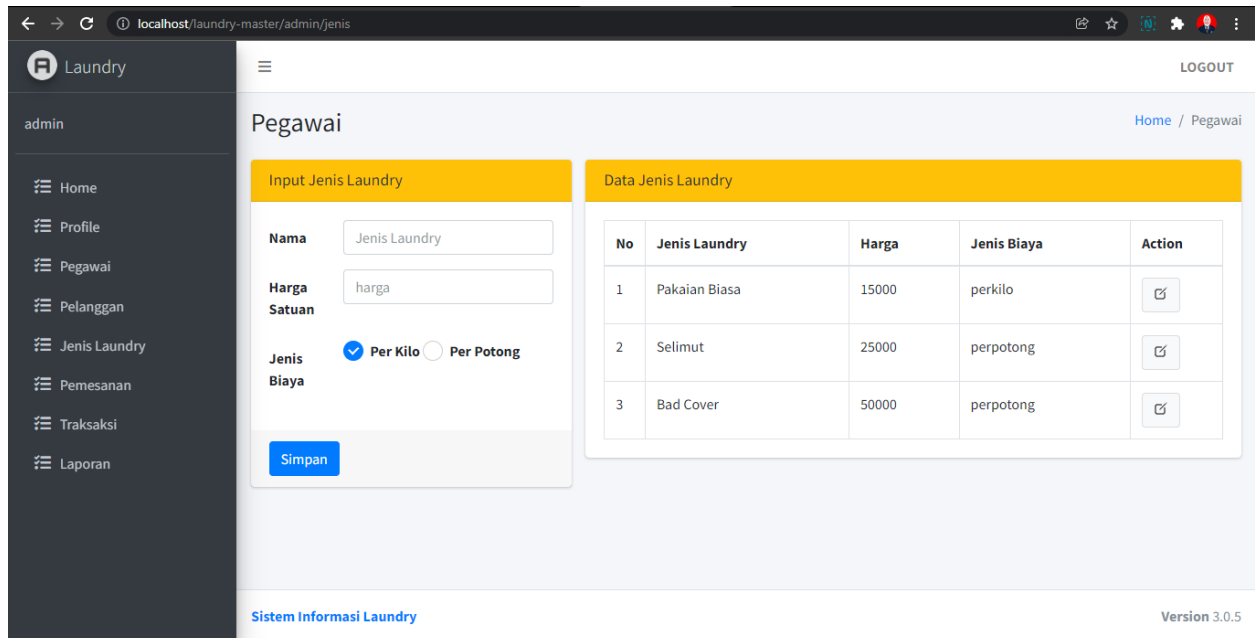 localhost/laundry-master/admin/jenis
Laundry
LOGOUT
admin
Home
Profile
Pegawai
Pelanggan
Jenis Laundry
Pemesanan
Traksaksi
Laporan
Pegawai
Home / Pegawai
Input Jenis Laundry
Nama
Jenis Laundry
Harga
Satuan
harga
Jenis
Biaya
Per Kilo Per Potong
Simpan
Data Jenis Laundry
No Jenis Laundry Harga Jenis Biaya Action
1 Pakaian Biasa 15000 perkilo
2 Selimut 25000 perpotong
3 Bad Cover 50000 perpotong
Sistem Informasi Laundry
Version 3.0.5